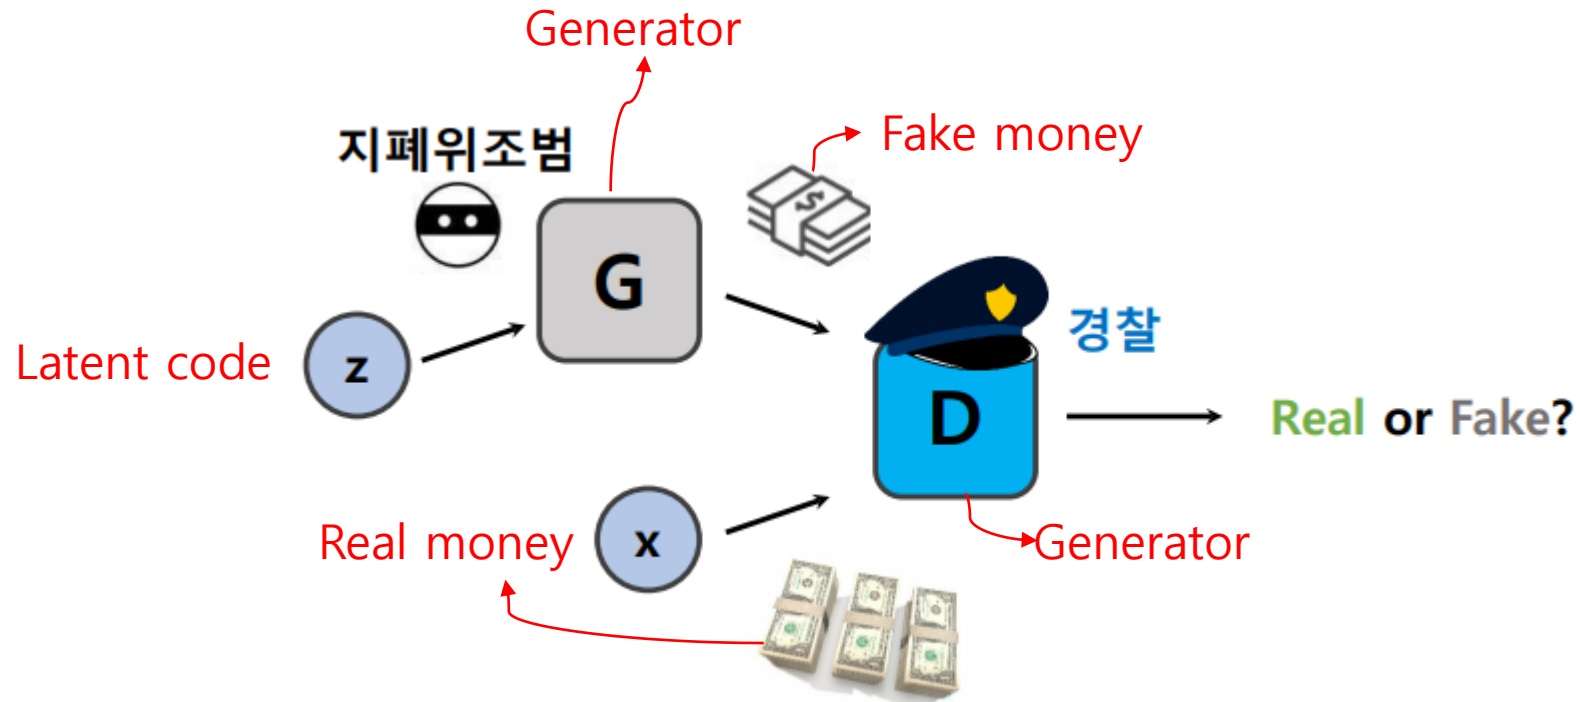 Generator
지폐위조범
Fake money
G
경찰
Latent code
z
D
Real or Fake?
Real money
x
Generator